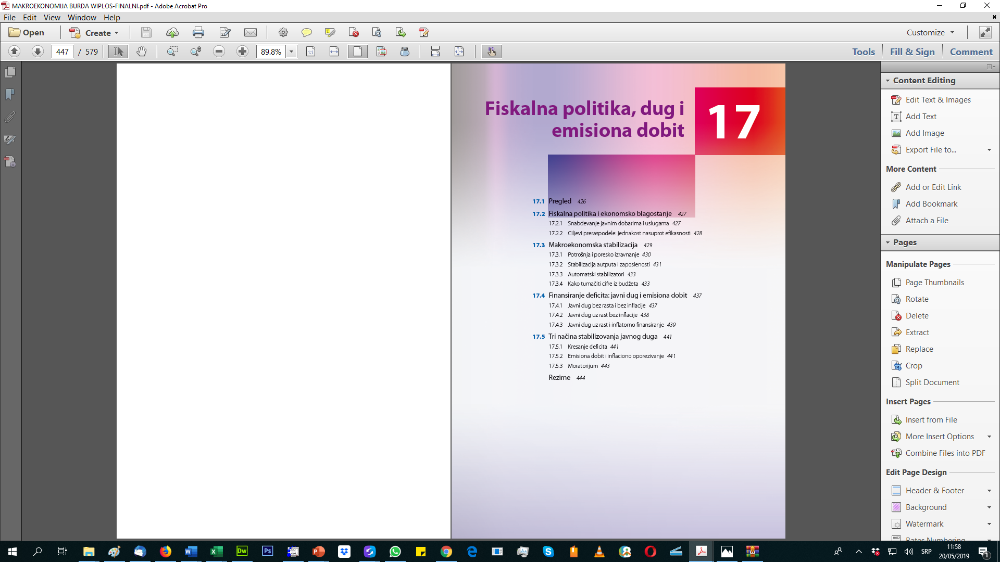 MAKROEKONOMIJA BURDA WIPLOS-FINALNI.pdf - Adobe Acrobat Pro
File Edit View Window Help
Open Create Customize
447 / 579 89.8% Tools Fill & Sign Comment
Fiskalna politika, dug i
emisiona dobit
17
17.1 Pregled 426
17.2 Fiskalna politika i ekonomsko blagostanje 427
17.2.1 Snabdevanje javnim dobarima i uslugama 427
17.2.2 Ciljevi preraspodele: jednakost nasuprot efikasnosti 428
17.3 Makroekonomska stabilizacija 429
17.3.1 Potrošnja i poresko izravnanje 430
17.3.2 Stabilizacija autputa i zaposlenosti 431
17.3.3 Automatski stabilizatori 433
17.3.4 Kako tumačiti cifre iz budžeta 433
17.4 Finansiranje deficita: javni dug i emisiona dobit 437
17.4.1 Javni dug bez rasta i bez inflacije 437
17.4.2 Javni dug uz rast bez inflacije 438
17.4.3 Javni dug uz rast i inflatorno finansiranje 439
17.5 Tri načina stabilizovanja javnog duga 441
17.5.1 Kresanje deficita 441
17.5.2 Emisiona dobit i inflaciono oporezivanje 441
17.5.3 Moratorijum 443
Rezime 444
Content Editing
Edit Text & Images
Add Text
Add Image
Export File to...
More Content
Add or Edit Link
Add Bookmark
Attach a File
Pages
Manipulate Pages
Page Thumbnails
Rotate
Delete
Extract
Replace
Crop
Split Document
Insert Pages
Insert from File
More Insert Options
Combine Files into PDF
Edit Page Design
Header & Footer
Background
Watermark
Bates Numbering
SRP
11:58
20/05/2019